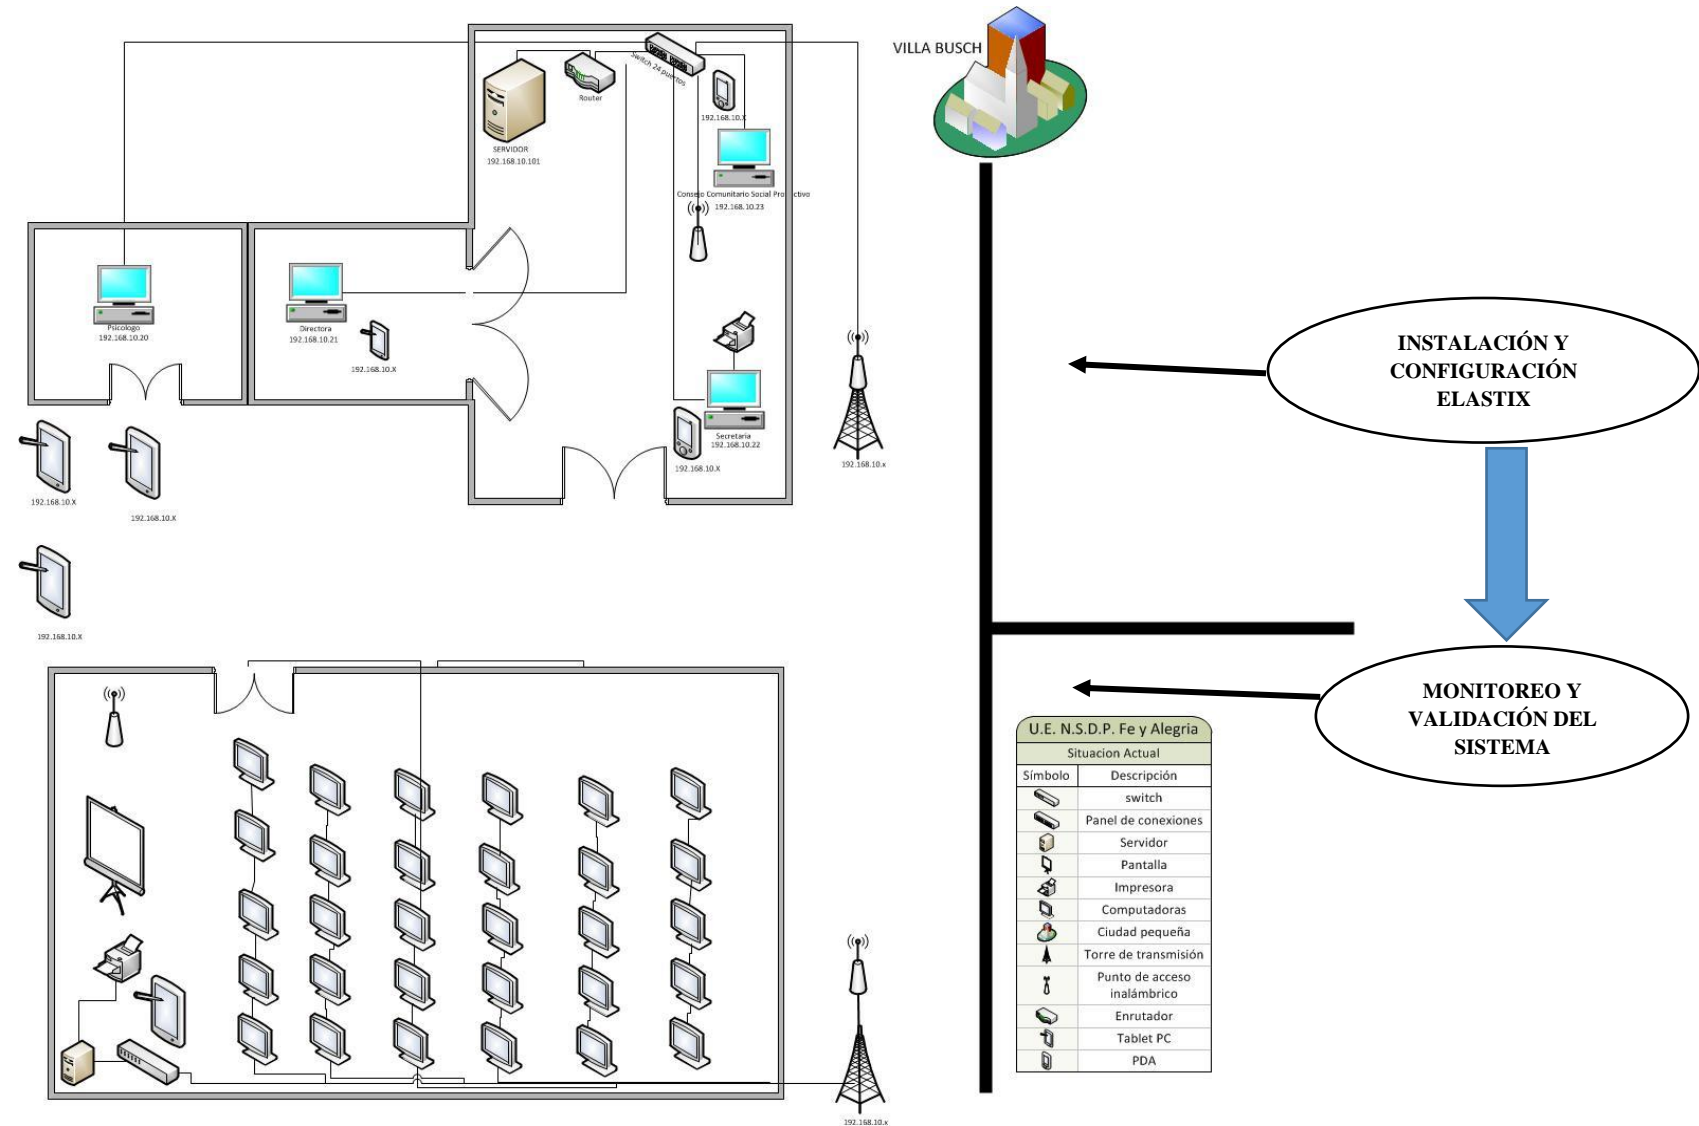 Switch 24 puertos
Router
SERVIDOR
192.168.10.101
192.168.10.X
Consejo Comunitario Social Productivo
192.168.10.23
Psicologo
192.168.10.20
Directora
192.168.10.21
192.168.10.X
Secretaria
192.168.10.22
192.168.10.X
192.168.10.x
192.168.10.X
192.168.10.X
192.168.10.X
192.168.10.x
VILLA BUSCH
INSTALACIÓN Y
CONFIGURACIÓN
ELASTIX
MONITOREO Y
VALIDACIÓN DEL
SISTEMA
U.E. N.S.D.P. Fe y Alegria
Situacion Actual
Símbolo Descripción
switch
Panel de conexiones
Servidor
Pantalla
Impresora
Computadoras
Ciudad pequeña
Torre de transmisión
Punto de acceso
inalámbrico
Enrutador
Tablet PC
PDA